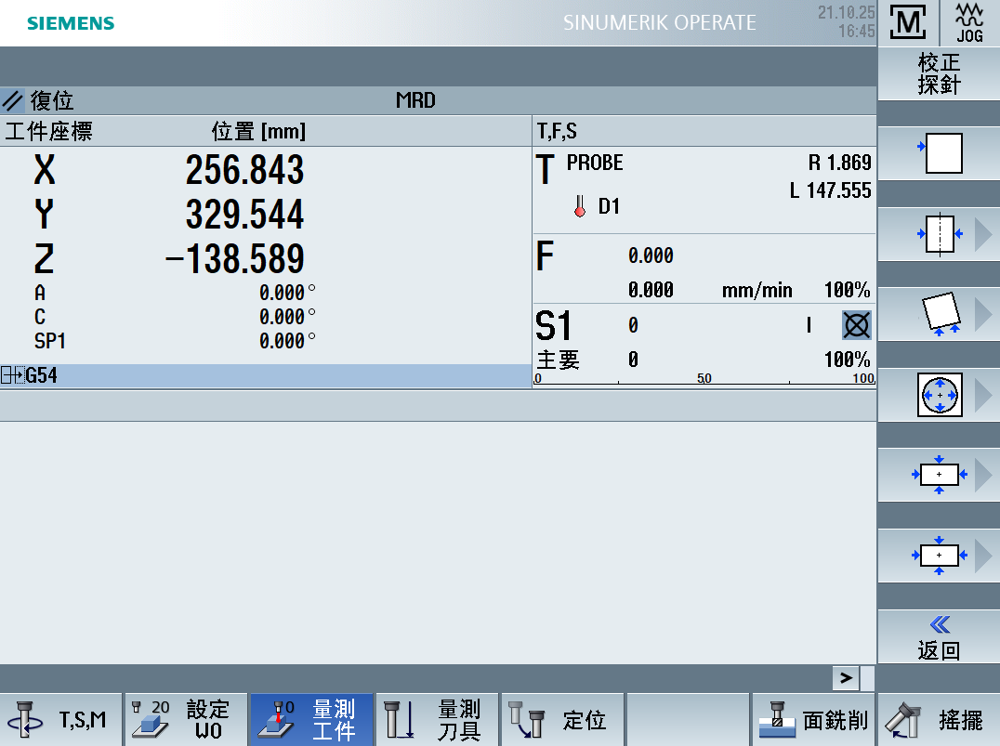 SIEMENS
SINUMERIK OPERATE
21.10.25
16:45
M
JOG
校正
探針
復位
MRD
工件座標
位置 [mm]
T,F,S
X
256.843
Y
329.544
Z
-138.589
A
0.000°
C
0.000°
SP1
0.000°
G54
T
PROBE
R 1.869
L 147.555
D1
F
0.000
0.000
mm/min
100%
S1
0
I
主要
0
100%
0
50
100
返回
>
T,S,M
20
設定
WO
0
量測
工件
量測
刀具
定位
面銑削
搖擺